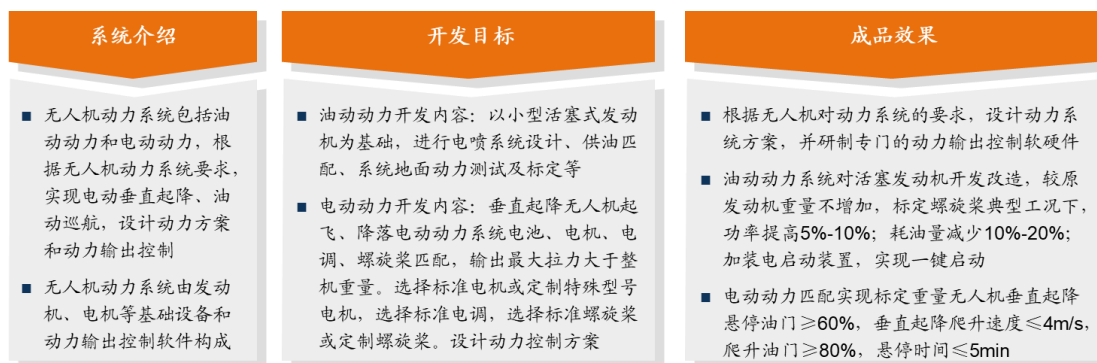 系统介绍
■ 无人机动力系统包括油
动动力和电动动力，根
据无人机动力系统要求，
实现电动垂直起降、油
动巡航，设计动力方案
和动力输出控制
■ 无人机动力系统由发动
机、电机等基础设备和
动力输出控制软件构成
开发目标
■ 油动动力开发内容：以小型活塞式发动
机为基础，进行电喷系统设计、供油匹
配、系统地面动力测试及标定等
■ 电动动力开发内容：垂直起降无人机起
飞、降落电动动力系统电池、电机、电
调、螺旋桨匹配，输出最大拉力大于整
机重量。选择标准电机或定制特殊型号
电机，选择标准电调，选择标准螺旋桨
或定制螺旋桨。设计动力控制方案
成品效果
■ 根据无人机对动力系统的要求，设计动力系
统方案，并研制专门的动力输出控制软硬件
■ 油动动力系统对活塞发动机开发改造，较原
发动机重量不增加，标定螺旋桨典型工况下，
功率提高5%-10%；耗油量减少10%-20%；
加装电启动装置，实现一键启动
■ 电动动力匹配实现标定重量无人机垂直起降
悬停油门≥60%，垂直起降爬升速度≤4m/s，
爬升油门≥80%，悬停时间≤5min